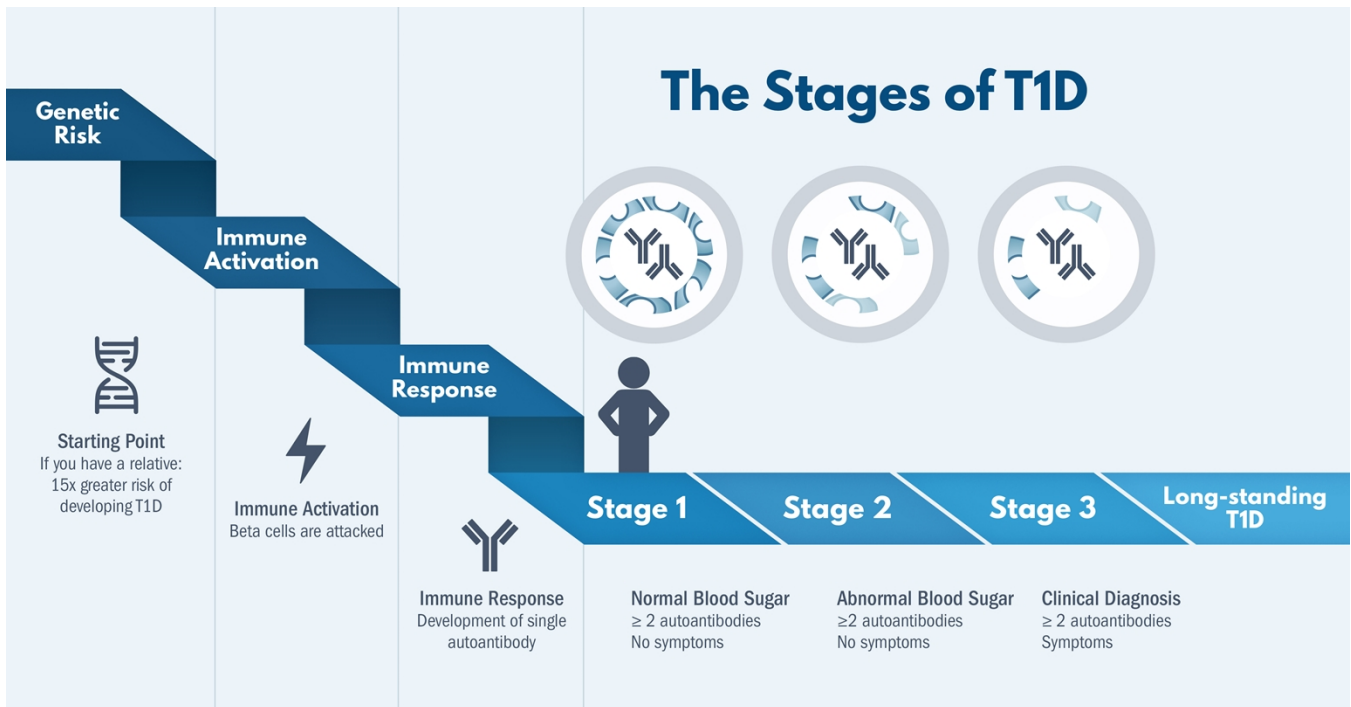 The Stages of T1D
Genetic
Risk
Immune
Activation
Immune
Response
Starting Point
If you have a relative:
15x greater risk of
developing T1D
Immune Activation
Beta cells are attacked
Immune Response
Development of single
autoantibody
Stage 1
Stage 2
Stage 3
Long-standing
T1D
Normal Blood Sugar
≥ 2 autoantibodies
No symptoms
Abnormal Blood Sugar
≥2 autoantibodies
No symptoms
Clinical Diagnosis
≥ 2 autoantibodies
Symptoms